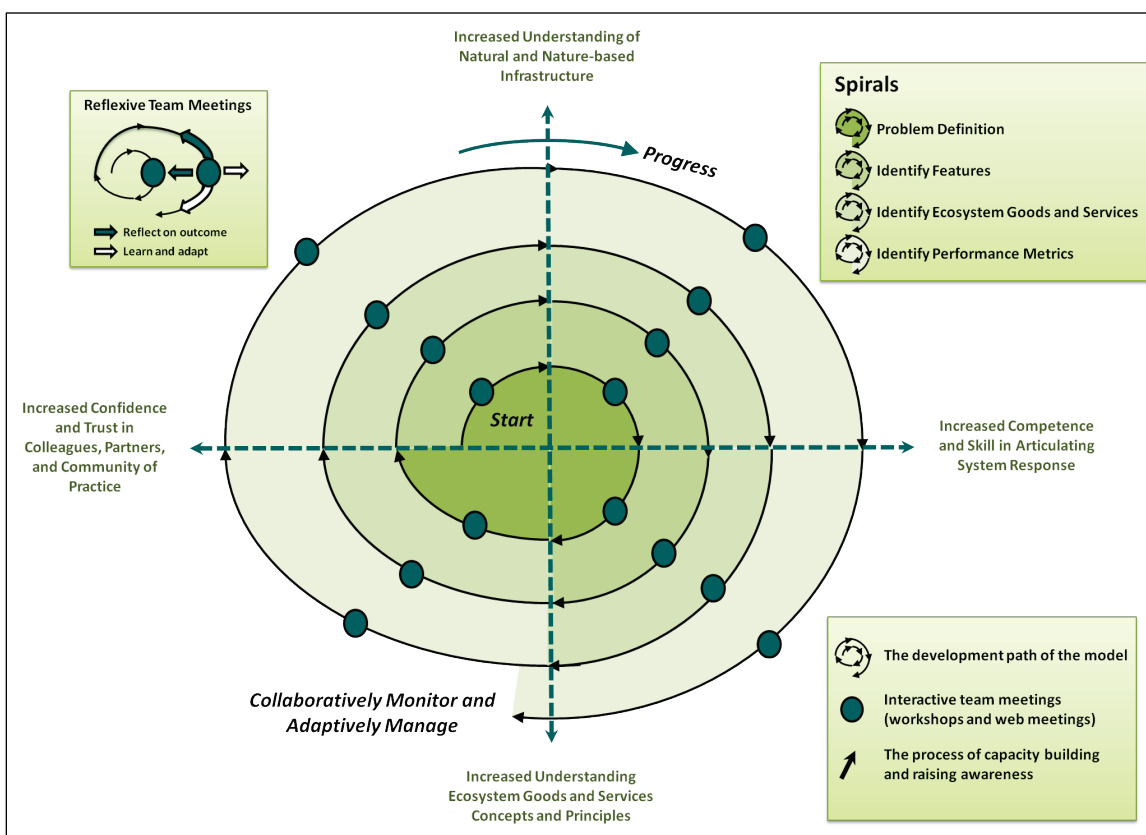 Increased Understanding of
Natural and Nature-based
Infrastructure
Reflexive Team Meetings
Reflect on outcome
Learn and adapt
Progress
Spirals
Problem Definition
Identify Features
Identify Ecosystem Goods and Services
Identify Performance Metrics
Start
Increased Confidence
and Trust in
Colleagues, Partners,
and Community of
Practice
Increased Competence
and Skill in Articulating
System Response
Collaboratively Monitor and
Adaptively Manage
The development path of the model
Interactive team meetings
(workshops and web meetings)
The process of capacity building
and raising awareness
Increased Understanding
Ecosystem Goods and Services
Concepts and Principles